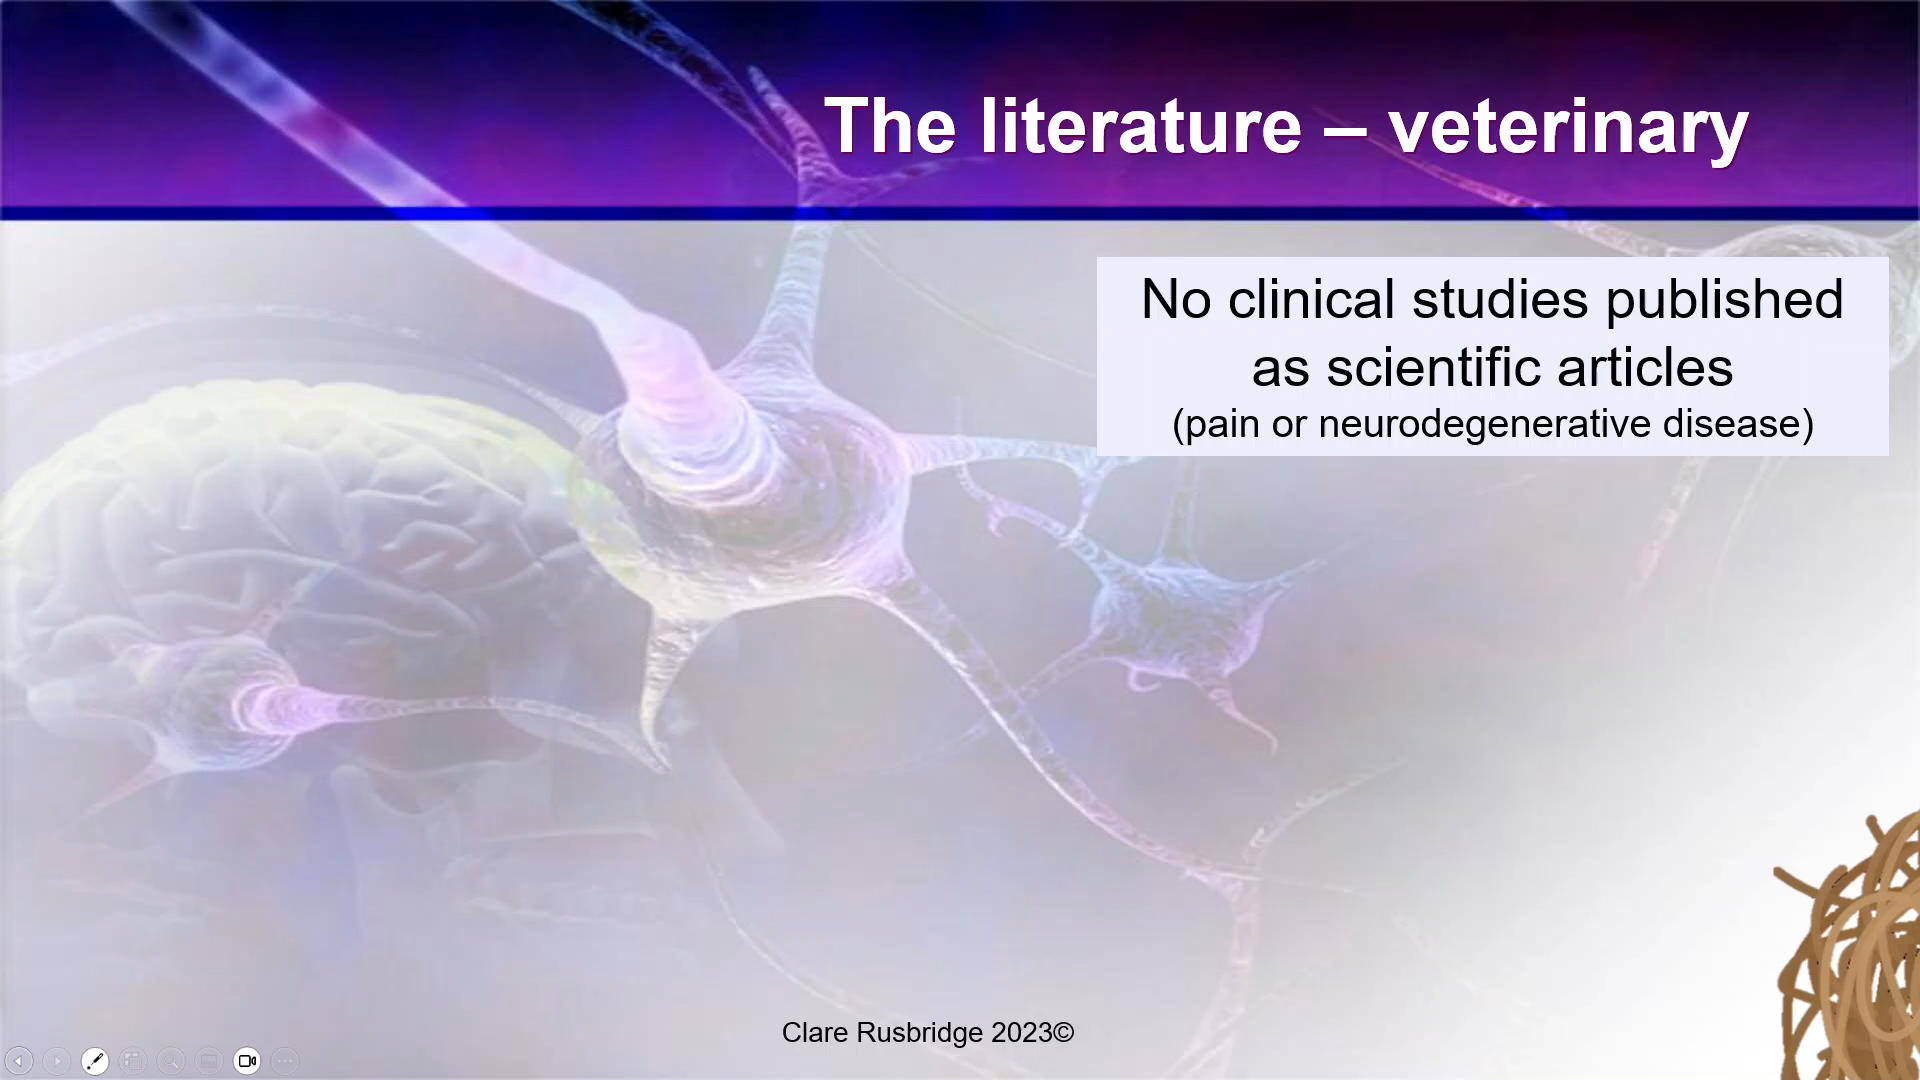 The literature – veterinary
No clinical studies published
as scientific articles
(pain or neurodegenerative disease)
Clare Rusbridge 2023©